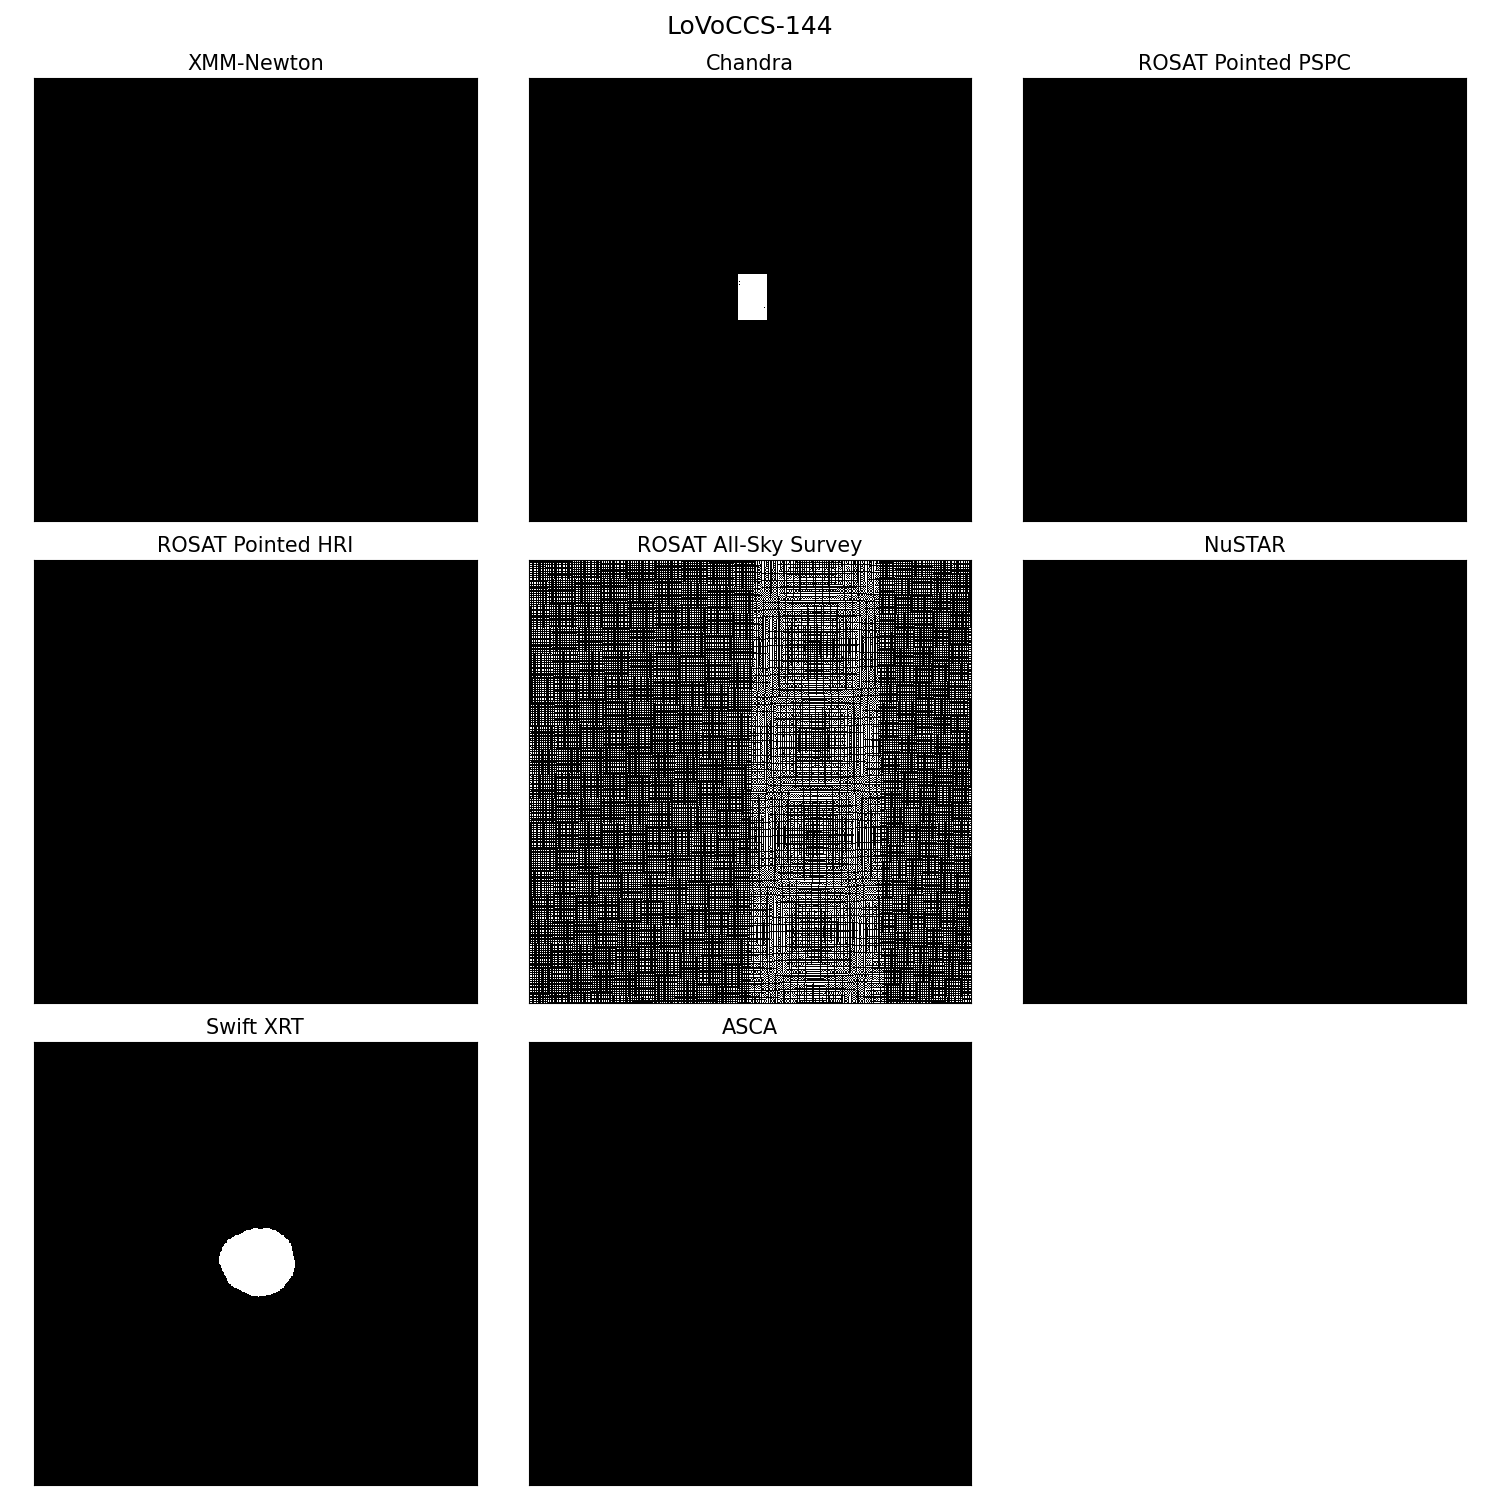 LoVoCCS-144
XMM-Newton
Chandra
ROSAT Pointed PSPC
ROSAT Pointed HRI
ROSAT All-Sky Survey
NuSTAR
Swift XRT
ASCA